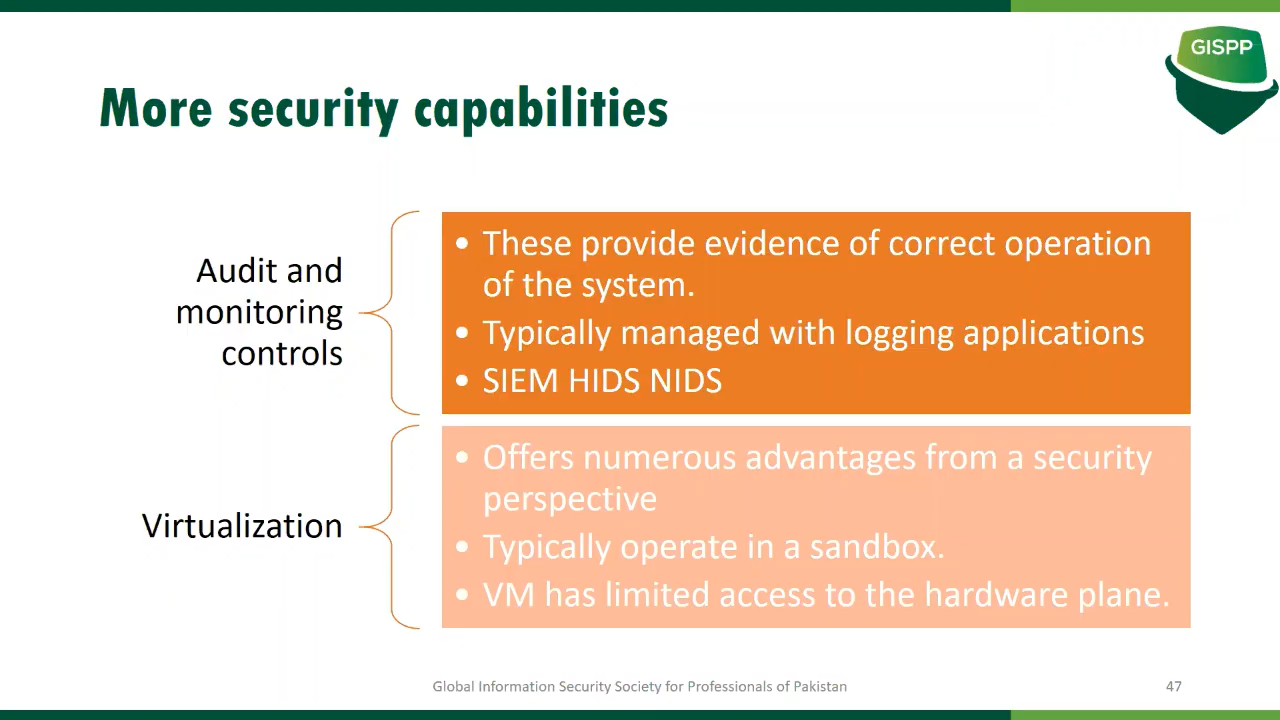 GISPP
More security capabilities
Audit and
monitoring
controls
• These provide evidence of correct operation
of the system.
• Typically managed with logging applications
• SIEM HIDS NIDS
Virtualization
• Offers numerous advantages from a security
perspective
• Typically operate in a sandbox.
• VM has limited access to the hardware plane.
Global Information Security Society for Professionals of Pakistan
47